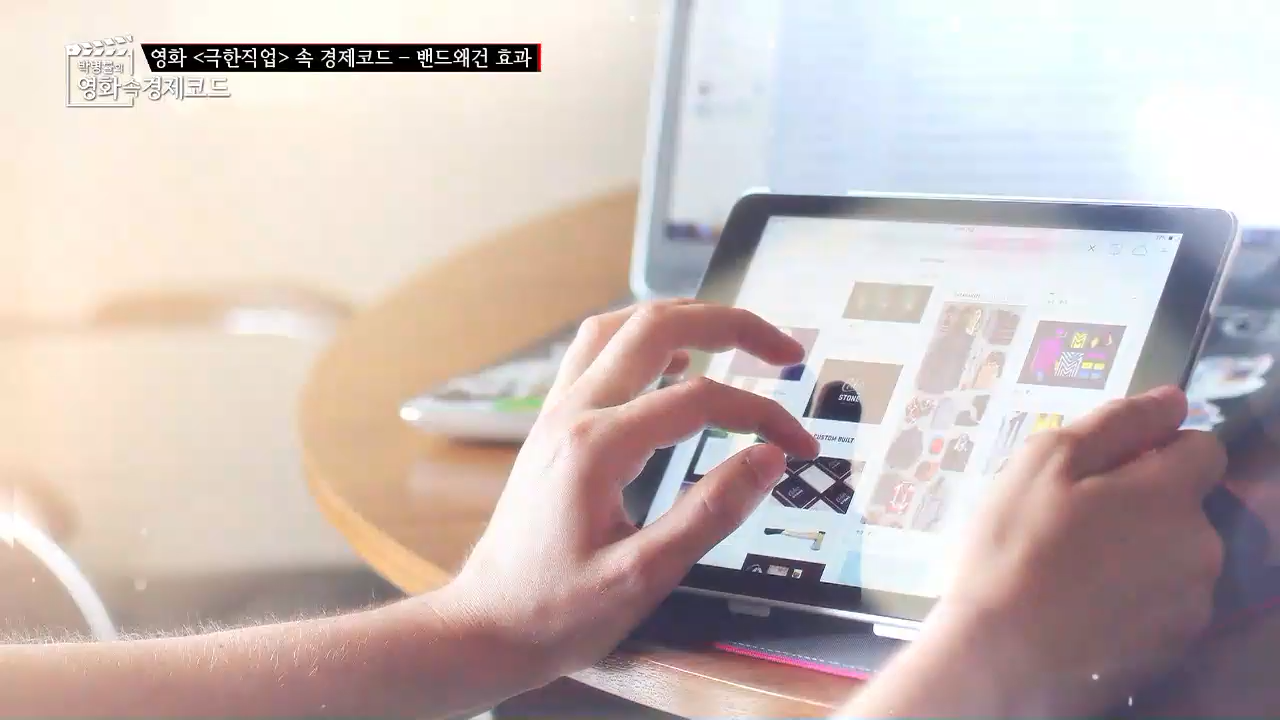 영화 <극한직업> 속 경제코드 – 밴드왜건 효과
박병률의
영화 속 경제코드
STONE
CUSTOM BUILT